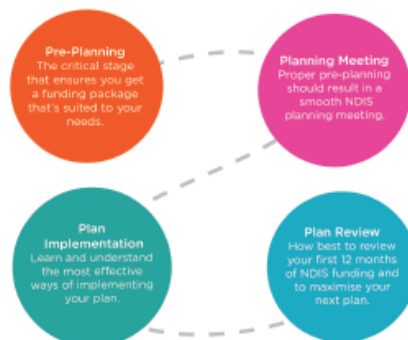 Pre-Planning
The critical stage
that ensures you get
a funding package
that's suited to your
needs.
Planning Meeting
Proper pre-planning
should result in a
smooth NDIS
planning meeting.
Plan
Implementation
Learn and understand
the most effective
ways of implementing
your plan.
Plan Review
How best to review
your first 12 months
of NDIS funding and
to maximise your
next plan.